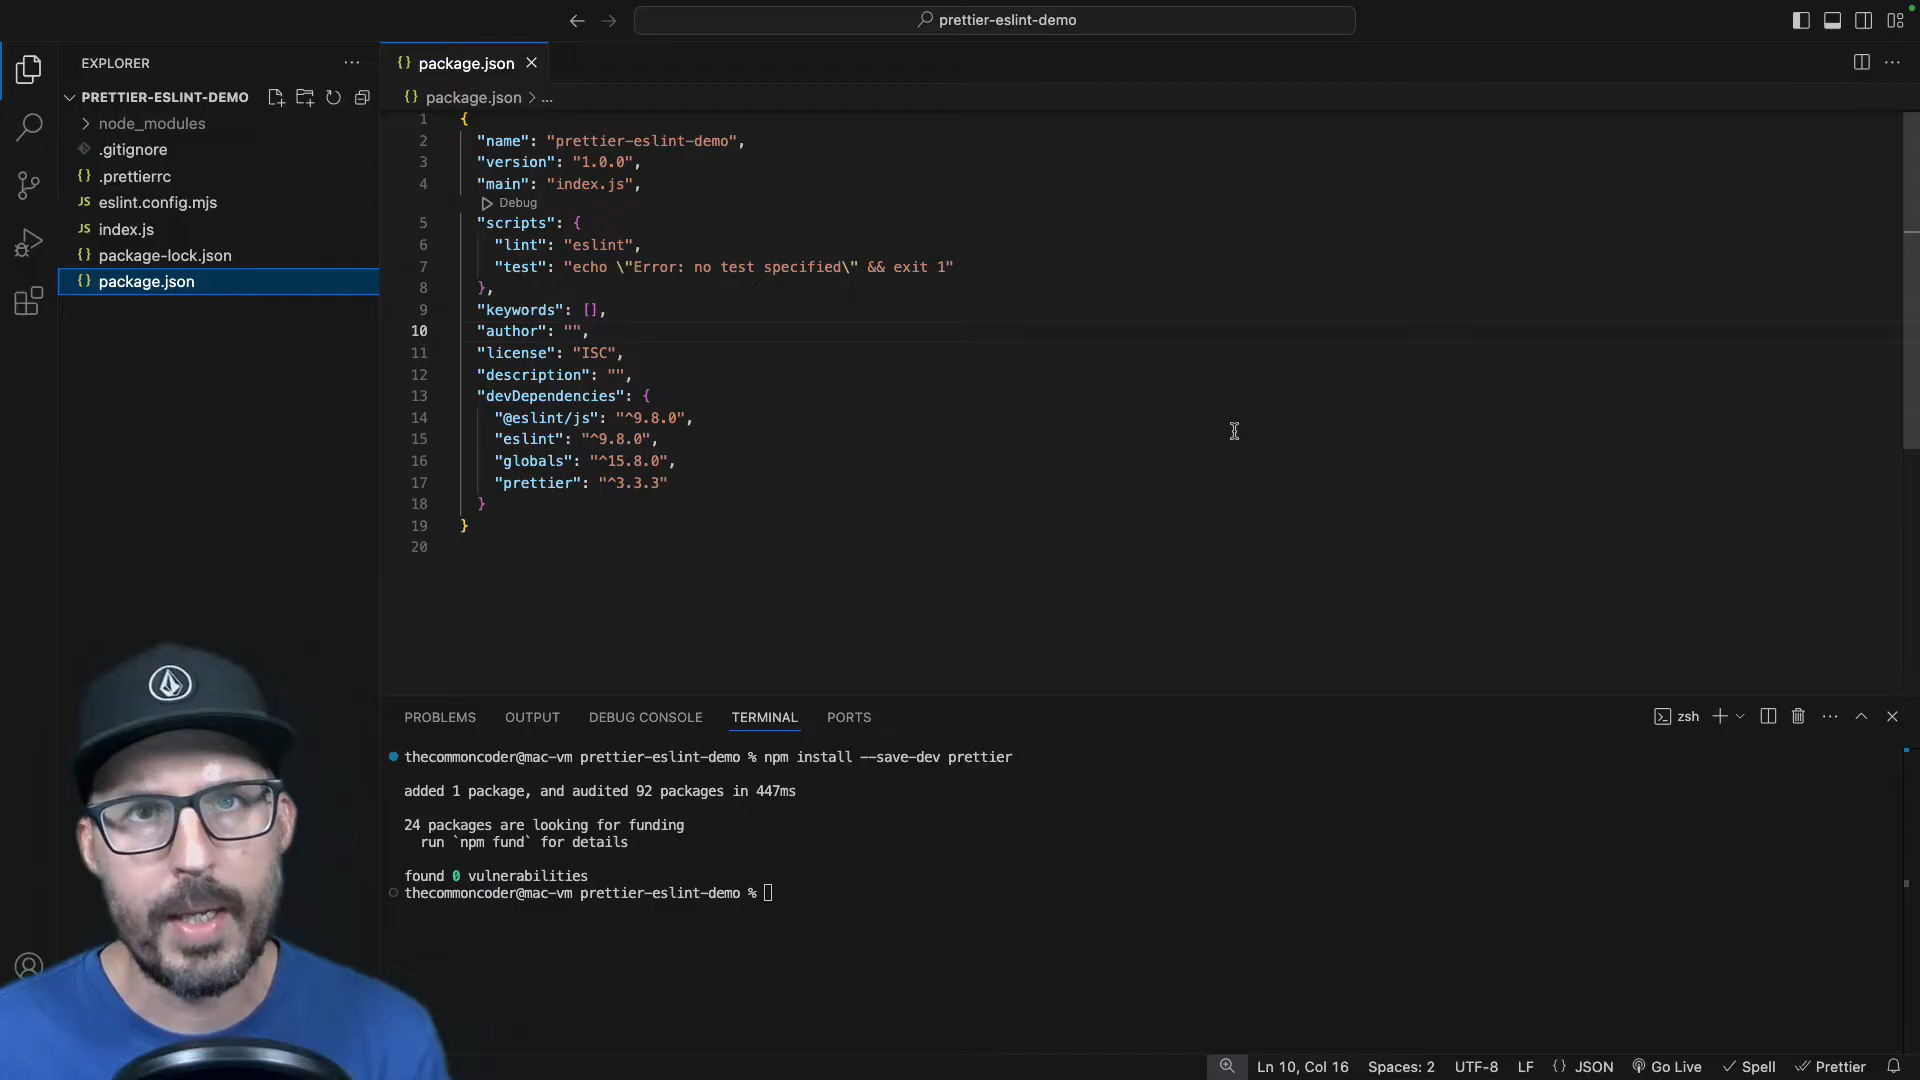 prettier-eslint-demo
EXPLORER
PRETTIER-ESLINT-DEMO
node_modules
.gitignore
.prettierrc
JS eslint.config.mjs
JS index.js
{} package-lock.json
{} package.json
{} package.json
{} package.json > ...
1 {
2 "name": "prettier-eslint-demo",
3 "version": "1.0.0",
4 "main": "index.js",
Debug
5 "scripts": {
6 "lint": "eslint",
7 "test": "echo \"Error: no test specified\" && exit 1"
8 },
9 "keywords": [],
10 "author": "",
11 "license": "ISC",
12 "description": "",
13 "devDependencies": {
14 "@eslint/js": "^9.8.0",
15 "eslint": "^9.8.0",
16 "globals": "^15.8.0",
17 "prettier": "^3.3.3"
18 }
19 }
20
PROBLEMS OUTPUT DEBUG CONSOLE TERMINAL PORTS
zsh
thecommoncoder@mac-vm prettier-eslint-demo % npm install --save-dev prettier
added 1 package, and audited 92 packages in 447ms
24 packages are looking for funding
run `npm fund` for details
found 0 vulnerabilities
thecommoncoder@mac-vm prettier-eslint-demo %
Ln 10, Col 16 Spaces: 2 UTF-8 LF {} JSON Go Live Spell Prettier